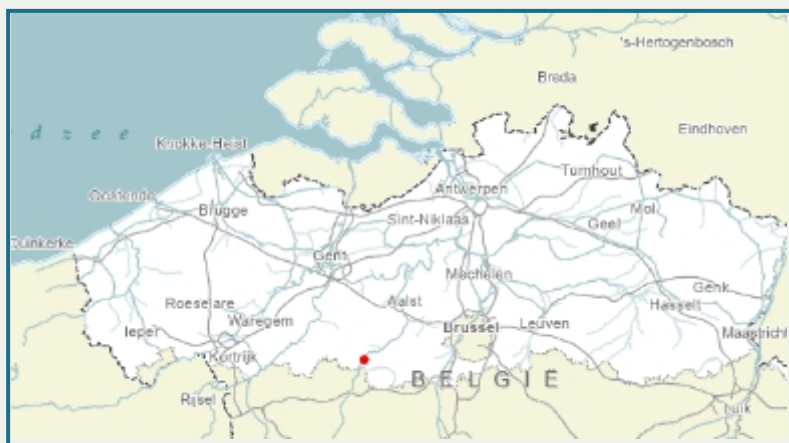 's-Hertogenbosch
Breda
dzee
Eindhoven
Knokke-Heist
Turnhout
Antwerpen
Oostende
Mol
Brugge
Sint-Niklaas
Geel
Duinkerke
Gent
Mechelen
Genk
Roeselare
Aalst
Hasselt
Waregem
Brussel
Leuven
Ieper
Maastricht
Kortrijk
BELGIË
Rijsel
Luik